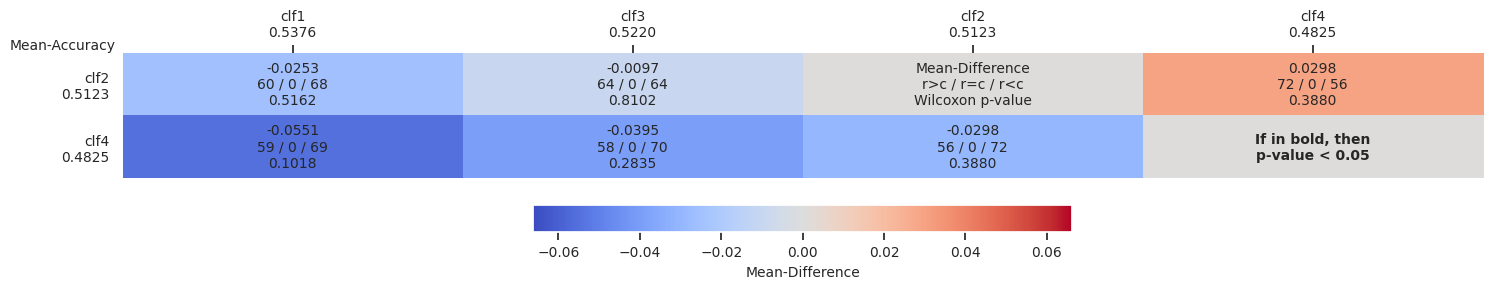 clf1
0.5376
clf3
0.5220
clf2
0.5123
clf4
0.4825
Mean-Accuracy
clf2
0.5123
-0.0253
60 / 0 / 68
0.5162
-0.0097
64 / 0 / 64
0.8102
Mean-Difference
r>c / r=c / r<c
Wilcoxon p-value
0.0298
72 / 0 / 56
0.3880
clf4
0.4825
-0.0551
59 / 0 / 69
0.1018
-0.0395
58 / 0 / 70
0.2835
-0.0298
56 / 0 / 72
0.3880
If in bold, then
p-value < 0.05
−0.06
−0.04
−0.02
0.00
0.02
0.04
0.06
Mean-Difference